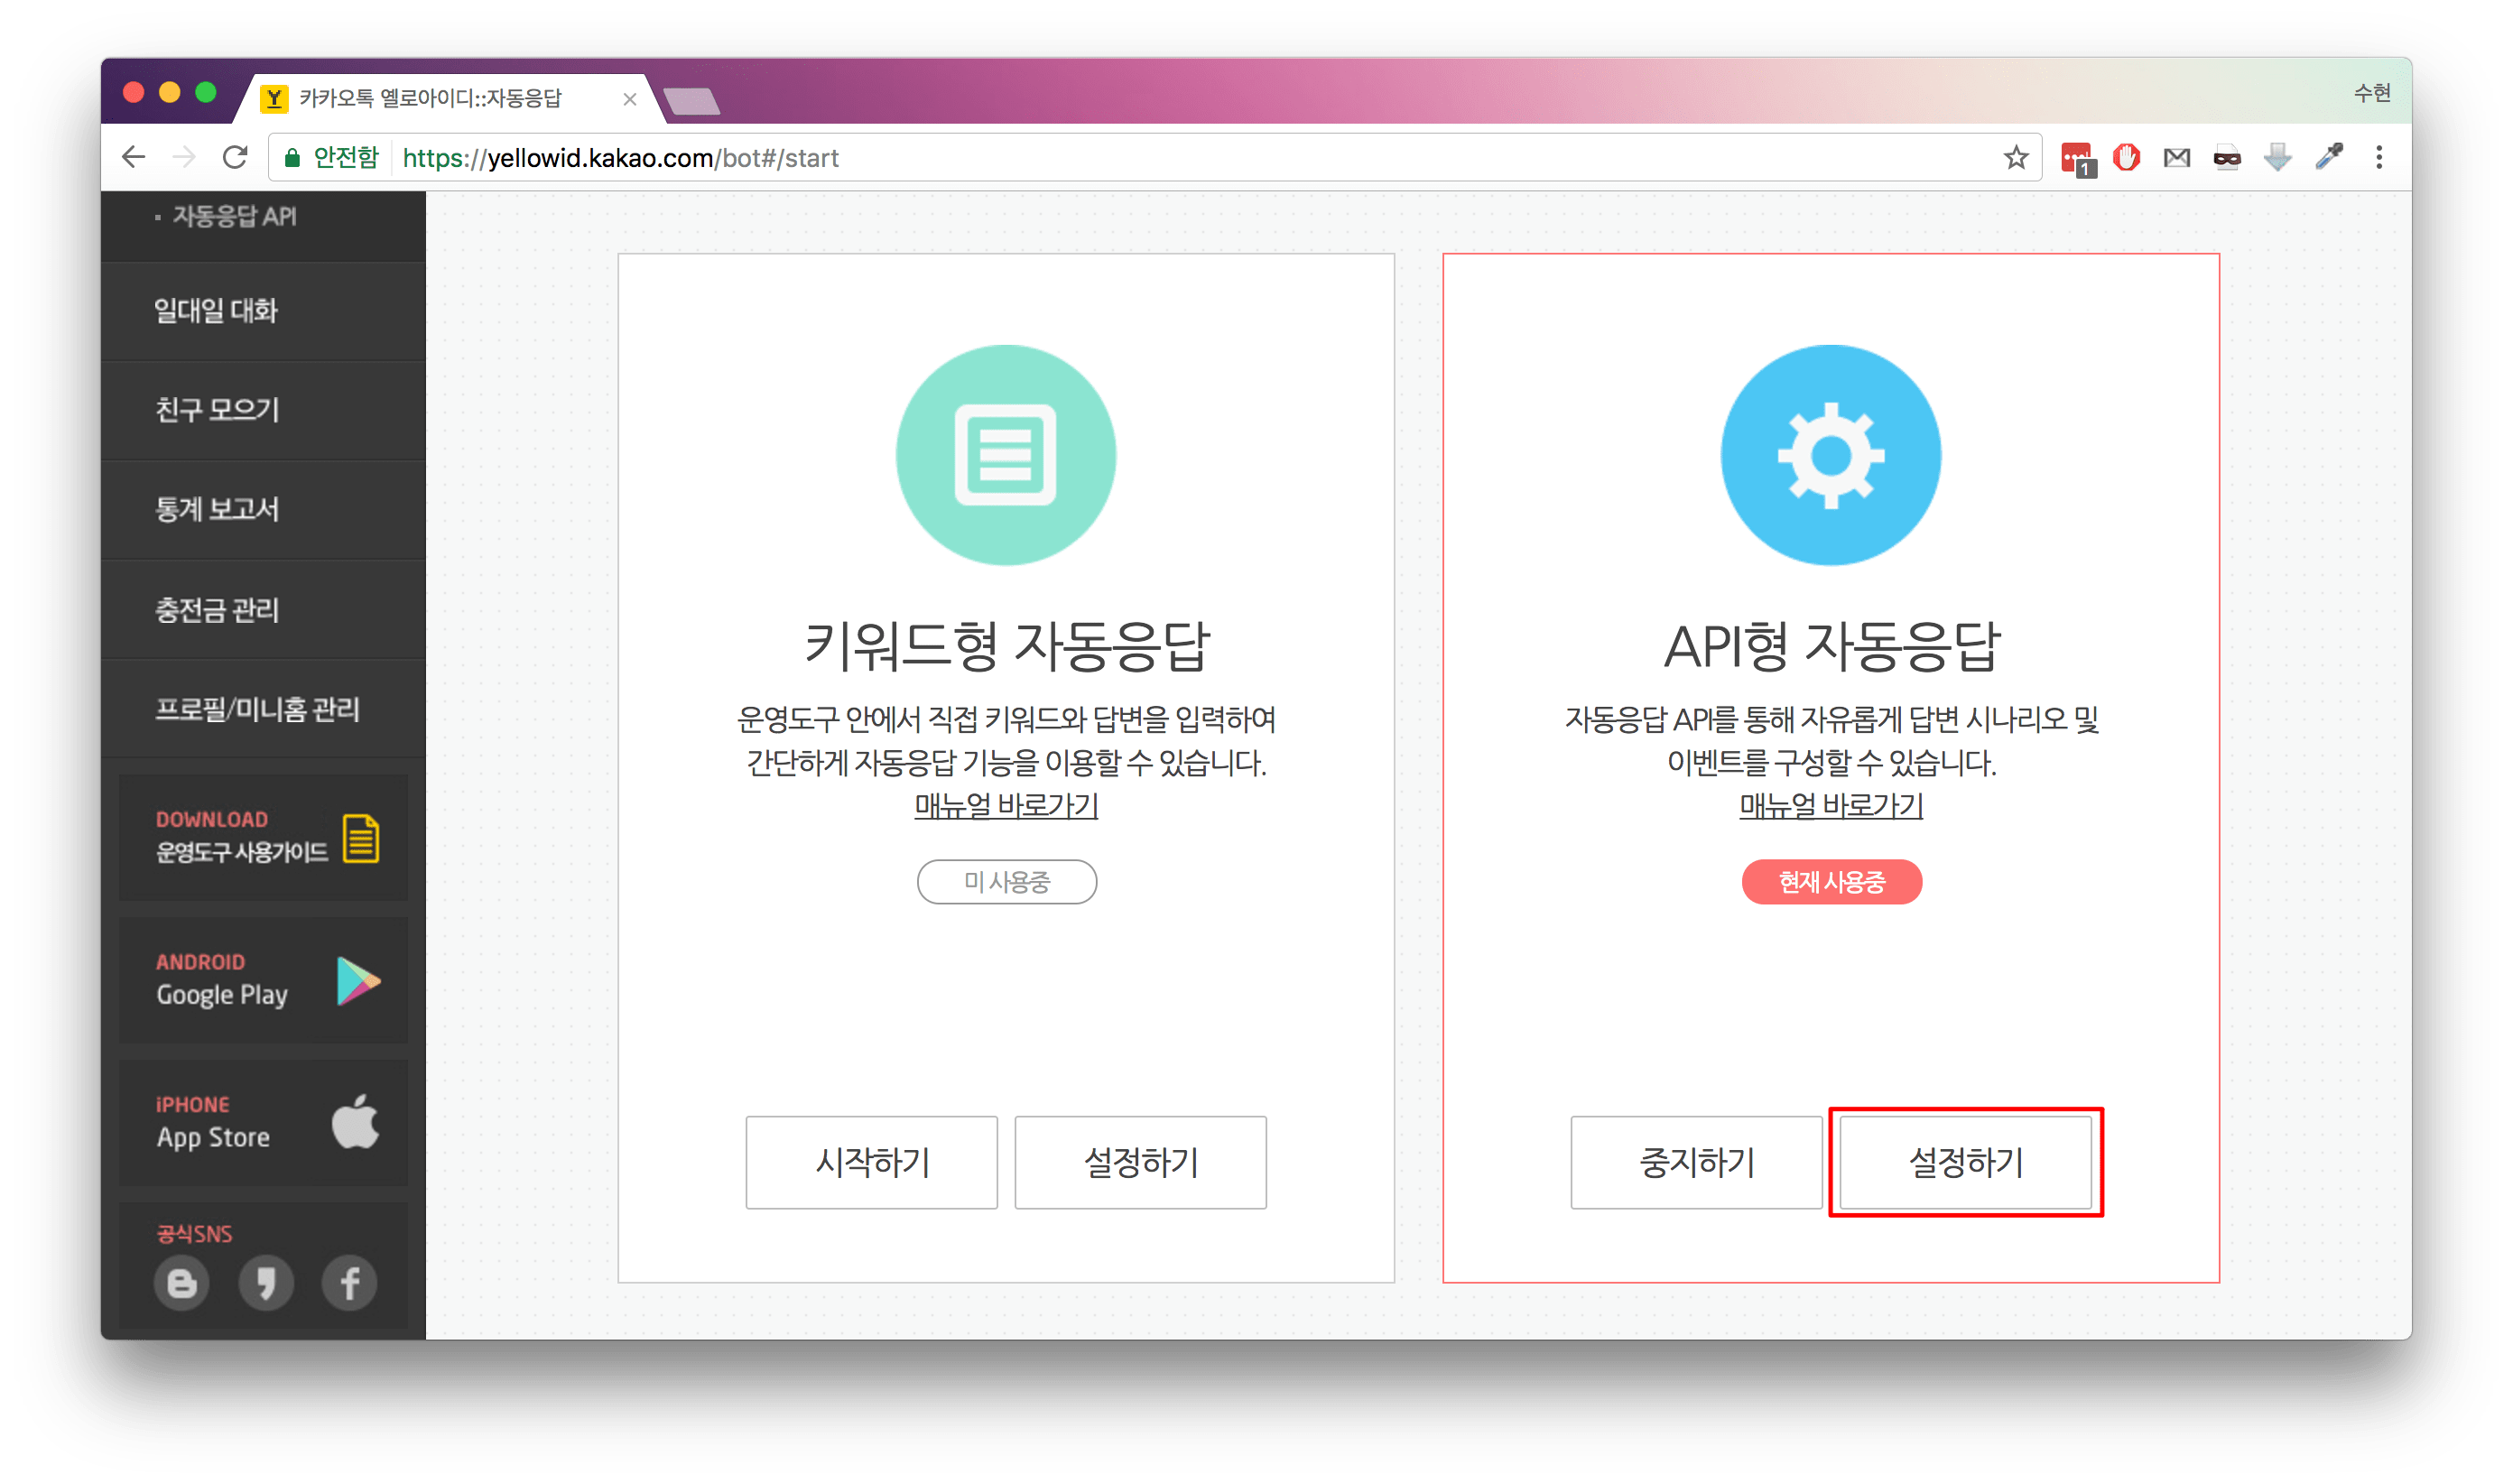 카카오톡 옐로아이디::자동응답
수현
안전함
https://yellowid.kakao.com/bot#/start
1
자동응답 API
일대일 대화
친구 모으기
통계 보고서
충전금 관리
프로필/미니홈 관리
DOWNLOAD
운영도구 사용가이드
ANDROID
Google Play
iPHONE
App Store
공식SNS
키워드형 자동응답
운영도구 안에서 직접 키워드와 답변을 입력하여
간단하게 자동응답 기능을 이용할 수 있습니다.
매뉴얼 바로가기
미 사용중
시작하기
설정하기
API형 자동응답
자동응답 API를 통해 자유롭게 답변 시나리오 및
이벤트를 구성할 수 있습니다.
매뉴얼 바로가기
현재 사용중
중지하기
설정하기